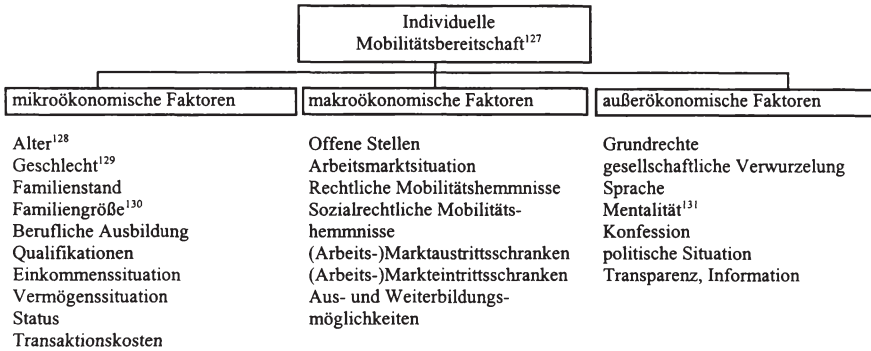 Individuelle
Mobilitätsbereitschaft¹²⁷
mikroökonomische Faktoren
Alter¹²⁸
Geschlecht¹²⁹
Familienstand
Familiengröße¹³⁰
Berufliche Ausbildung
Qualifikationen
Einkommenssituation
Vermögenssituation
Status
Transaktionskosten
makroökonomische Faktoren
Offene Stellen
Arbeitsmarktsituation
Rechtliche Mobilitätshemmnisse
Sozialrechtliche Mobilitäts-
hemmnisse
(Arbeits-)Marktaustrittsschranken
(Arbeits-)Markteintrittsschranken
Aus- und Weiterbildungs-
möglichkeiten
außerökonomische Faktoren
Grundrechte
gesellschaftliche Verwurzelung
Sprache
Mentalität¹³¹
Konfession
politische Situation
Transparenz, Information